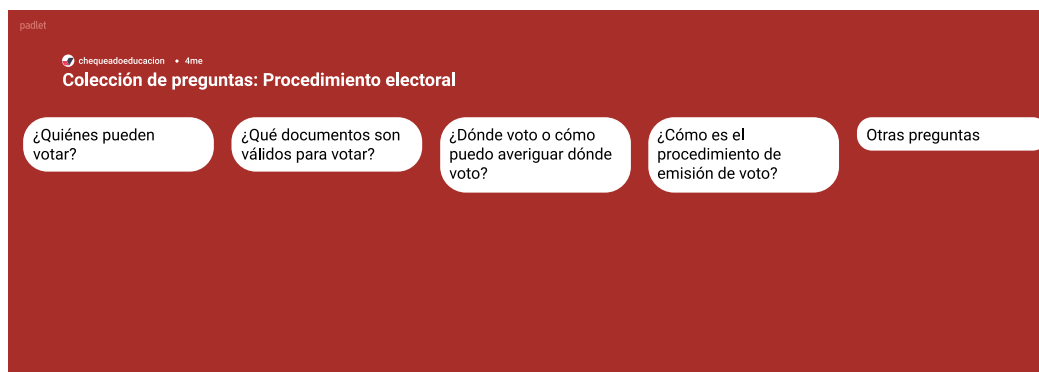 padlet
chequeadoeducacion • 4me
Colección de preguntas: Procedimiento electoral
¿Quiénes pueden
votar?
¿Qué documentos son
válidos para votar?
¿Dónde voto o cómo
puedo averiguar dónde
voto?
¿Cómo es el
procedimiento de
emisión de voto?
Otras preguntas